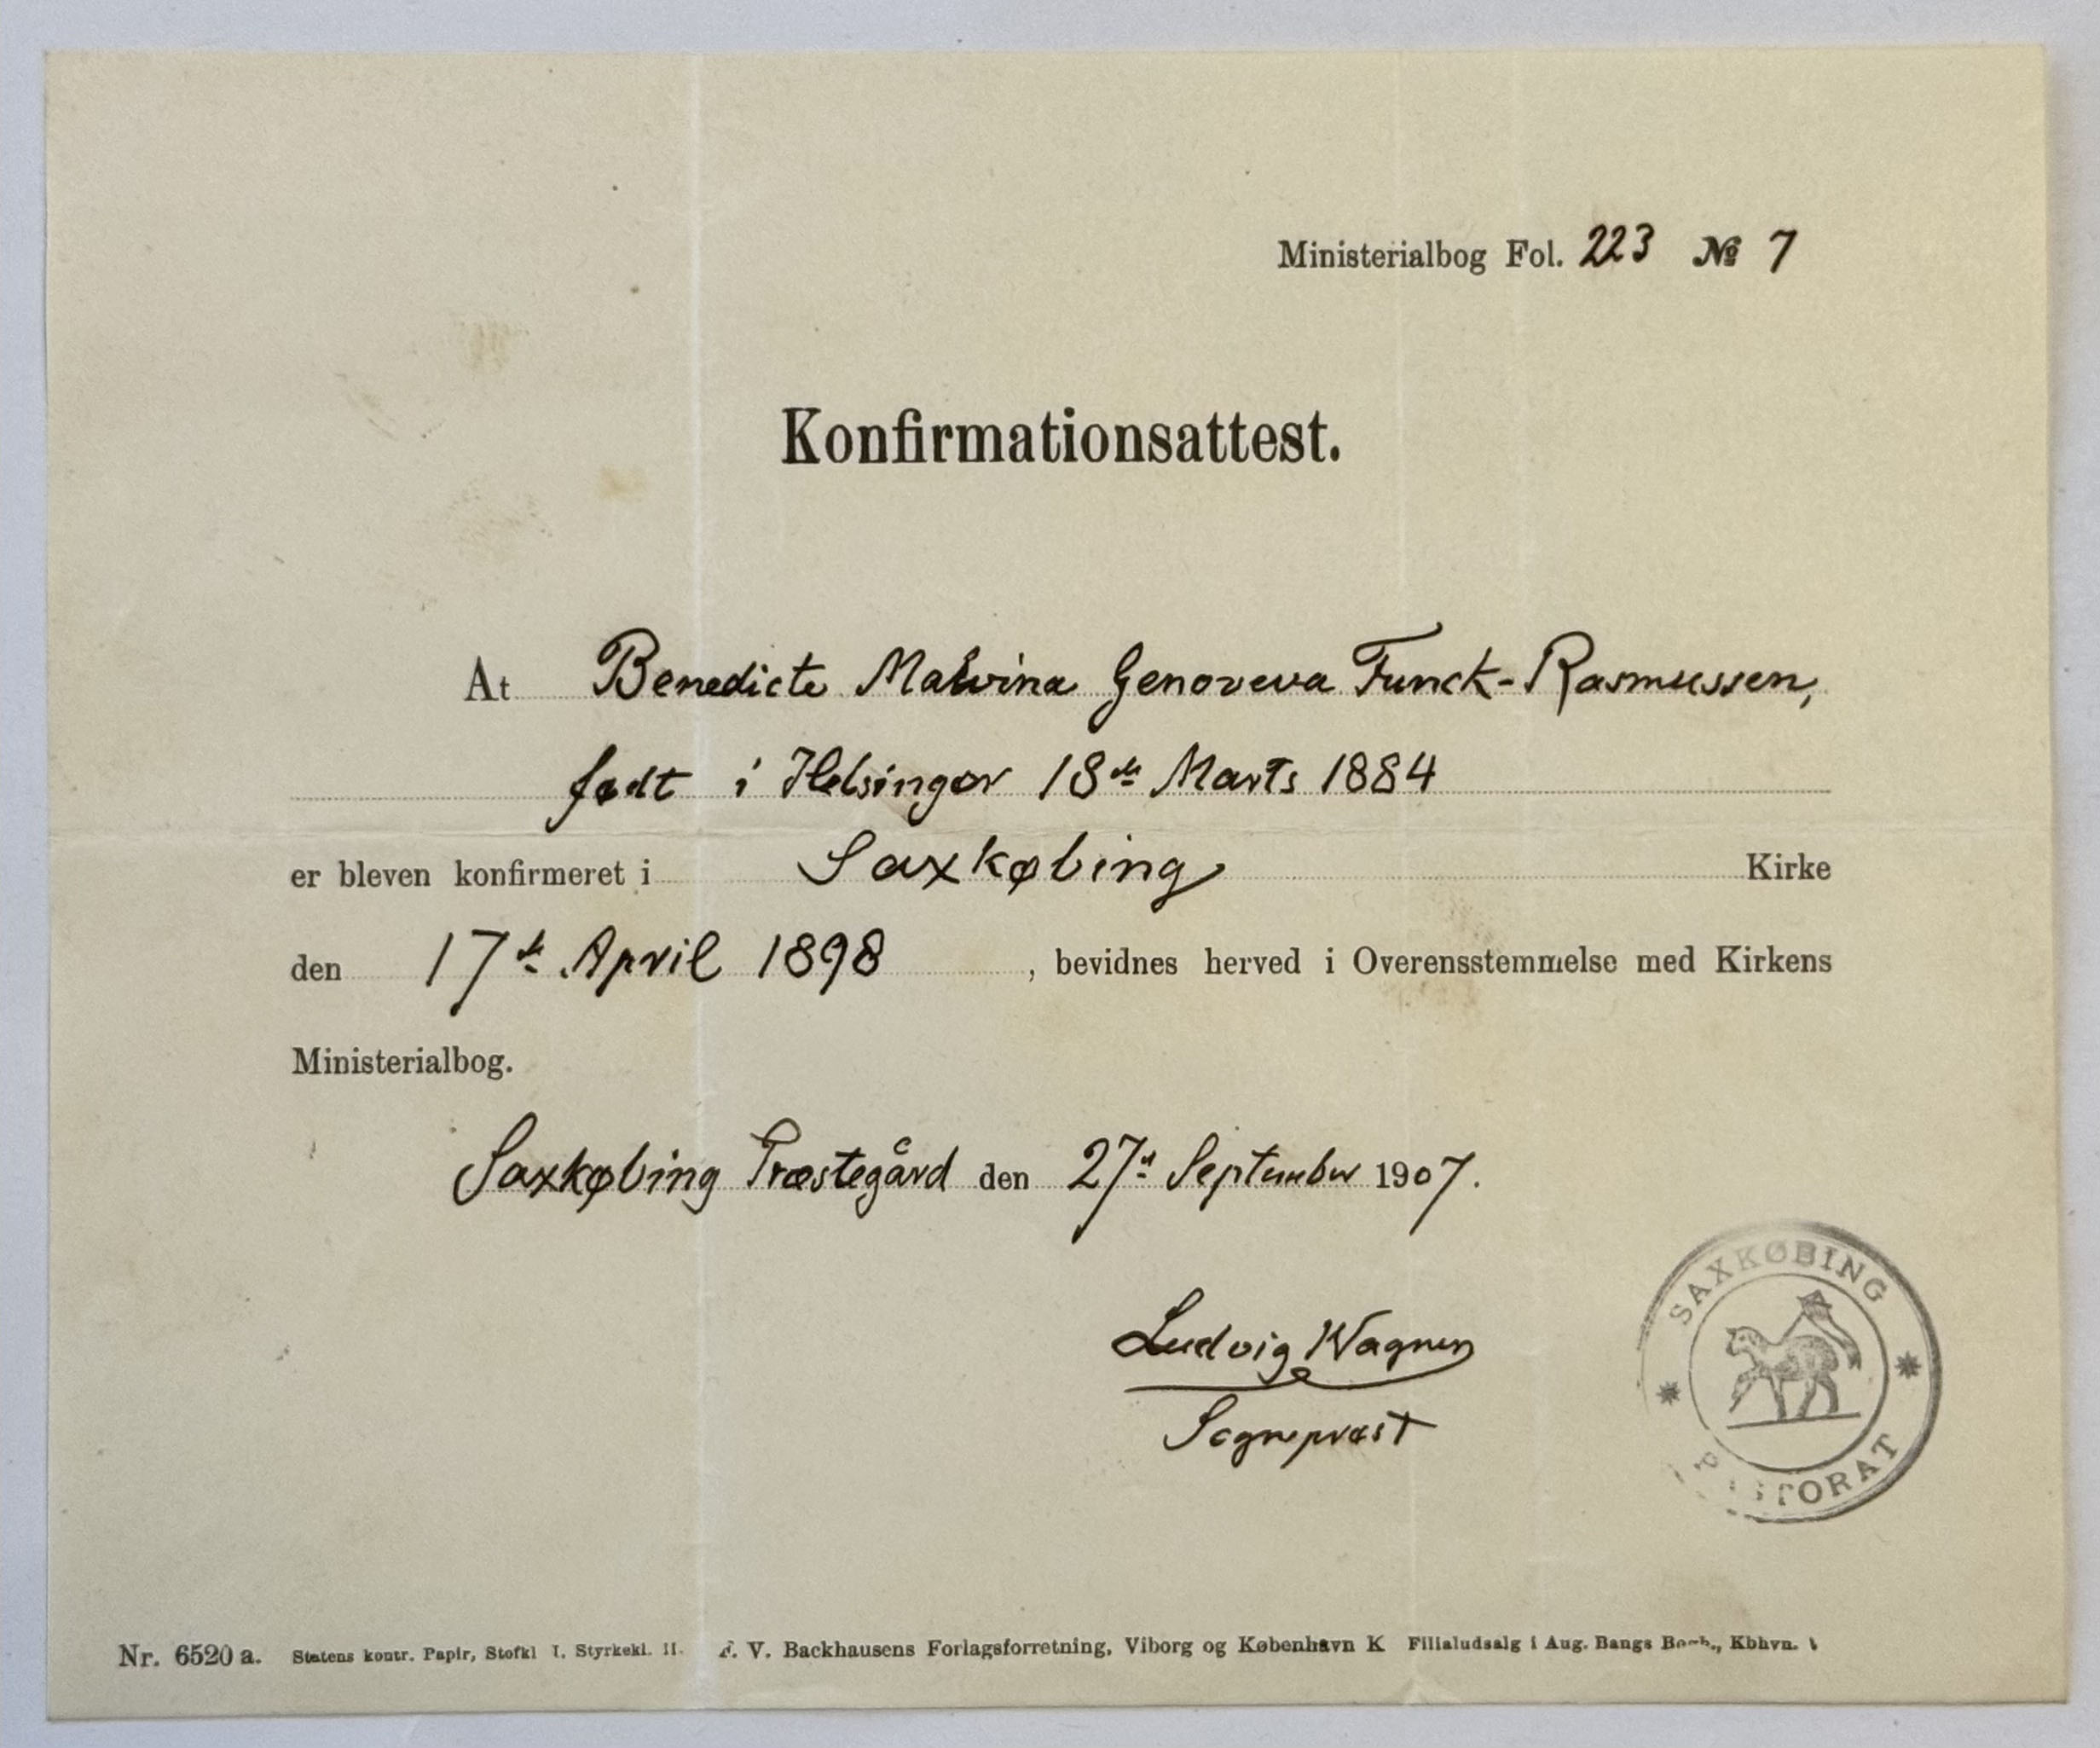 Ministerialbog Fol. 223 № 7
Konfirmationsattest.
At Benedicte Malvina Genoveva Funck-Rasmussen,
født i Helsingør 18de Marts 1884
er bleven konfirmeret i Saxkøbing Kirke
den 17de April 1898, bevidnes herved i Overensstemmelse med Kirkens
Ministerialbog.
Saxkøbing Præstegård den 27de September 1907.
Ludvig Wagner
Sognepræst
SAXKØBING
PASTORAT
Nr. 6520 a. Statens kontr. Papir, Stofkl I. Styrkekl. II. F. V. Backhausens Forlagsforretning, Viborg og København K Filialudsalg i Aug. Bangs Kbhvn.